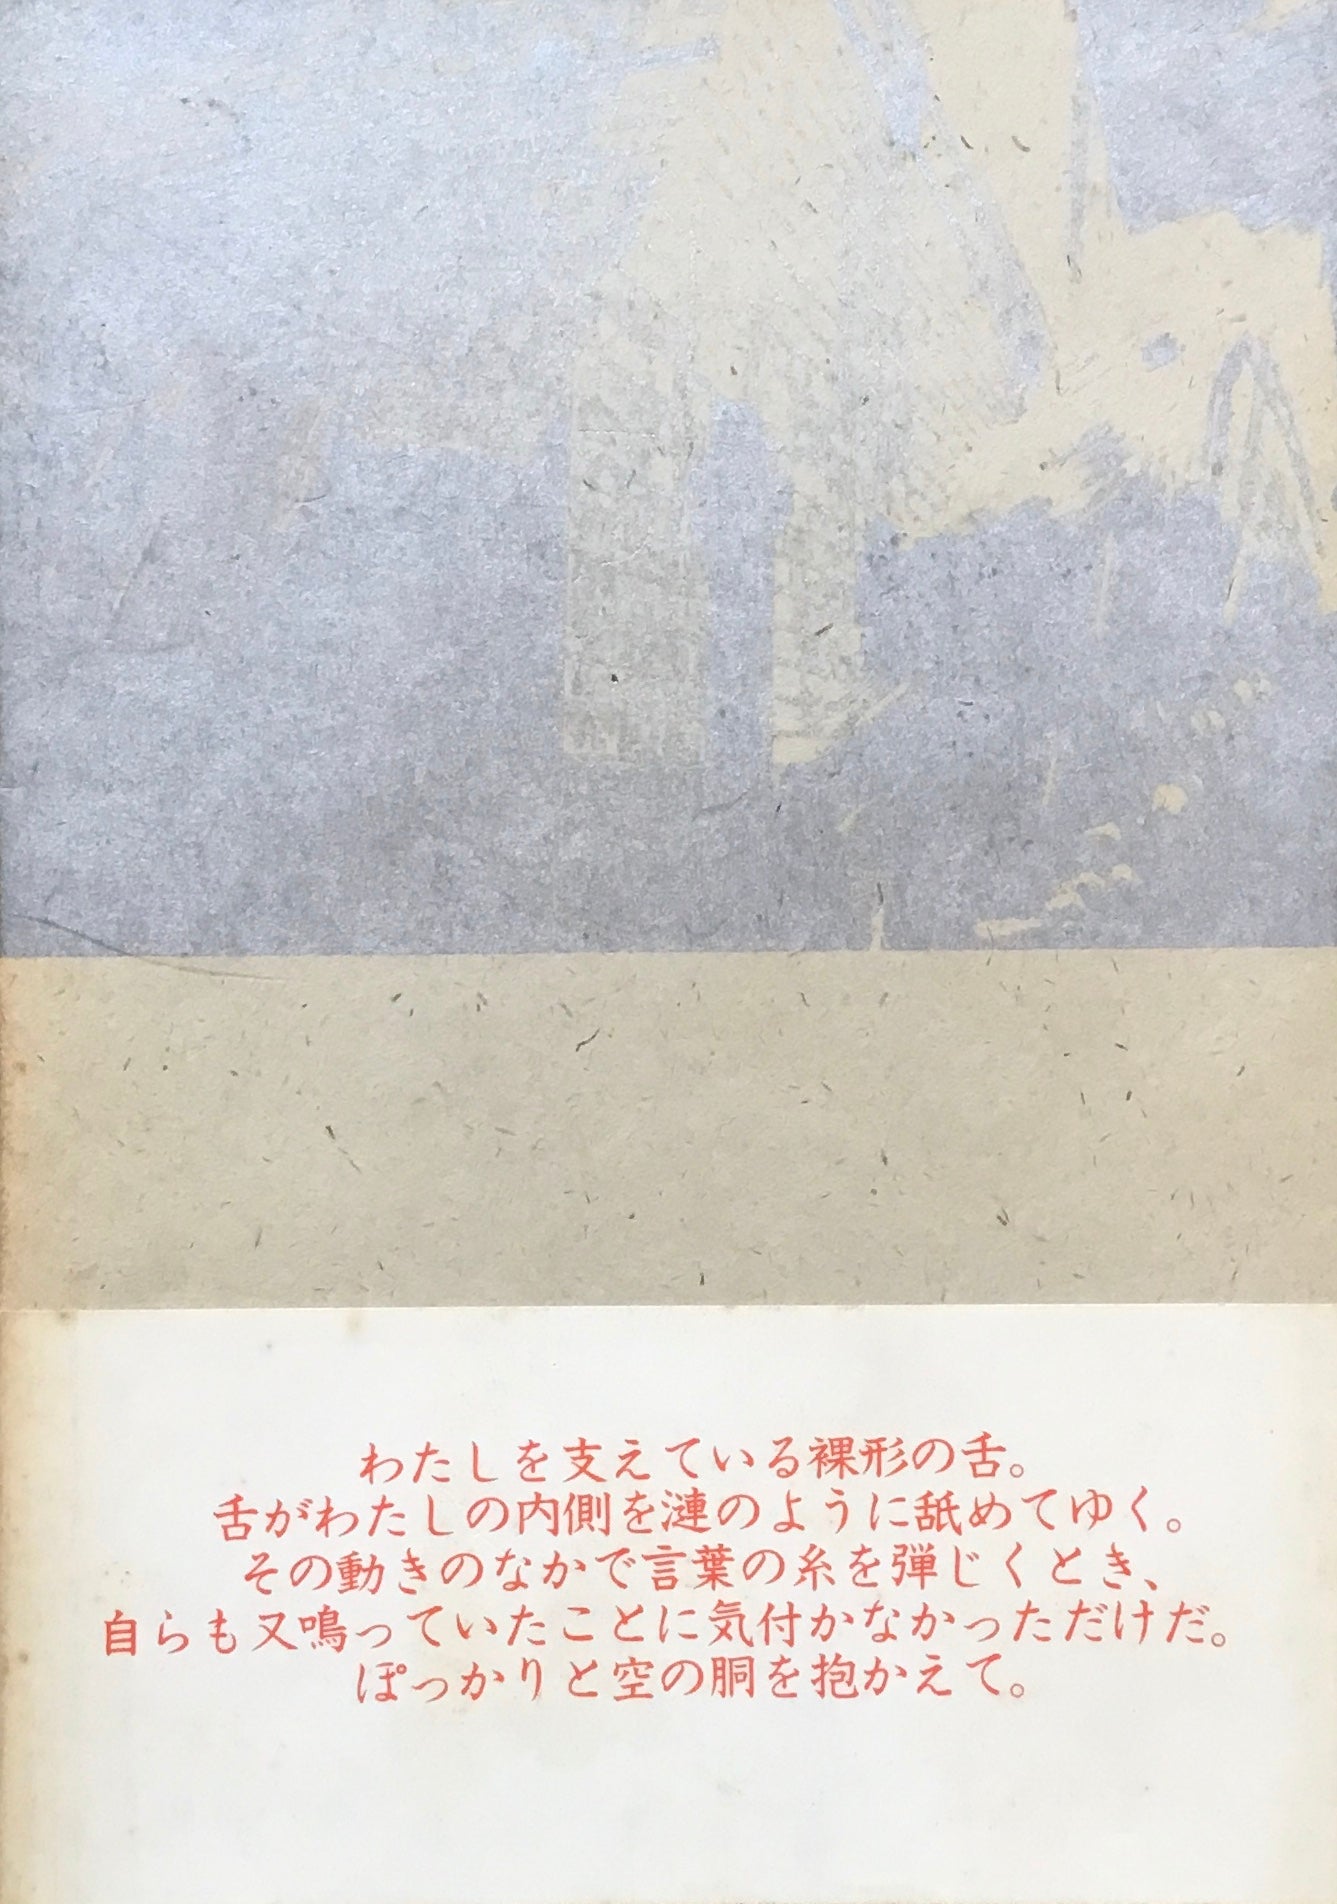 わたしを支えている裸形の舌。
舌がわたしの内側を漣のように舐めてゆく。
その動きのなかで言葉の糸を弾じくとき、
自らも又鳴っていたことに気付かなかっただけだ。
ぽっかりと空の胴を抱かえて。